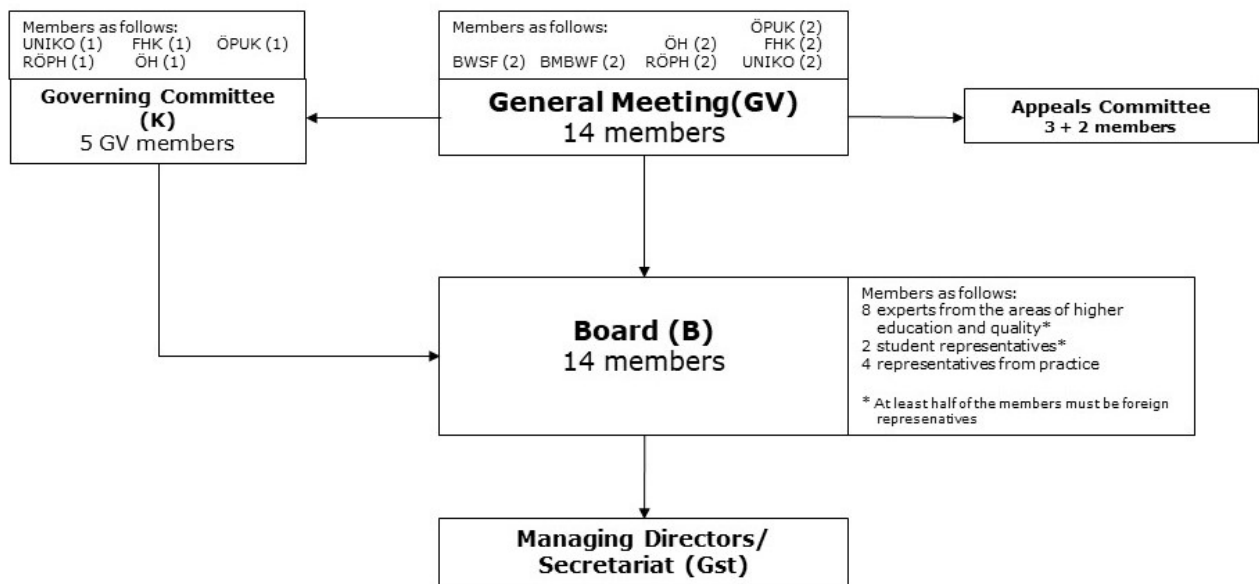 Members as follows:
UNIKO (1) FHK (1) ÖPUK (1)
RÖPH (1) ÖH (1)
Governing Committee
(K)
5 GV members
Members as follows: ÖPUK (2)
ÖH (2) FHK (2)
BWSF (2) BMBWF (2) RÖPH (2) UNIKO (2)
General Meeting(GV)
14 members
Appeals Committee
3 + 2 members
Board (B)
14 members
Members as follows:
8 experts from the areas of higher
education and quality*
2 student representatives*
4 representatives from practice
* At least half of the members must be foreign
represenatives
Managing Directors/
Secretariat (Gst)